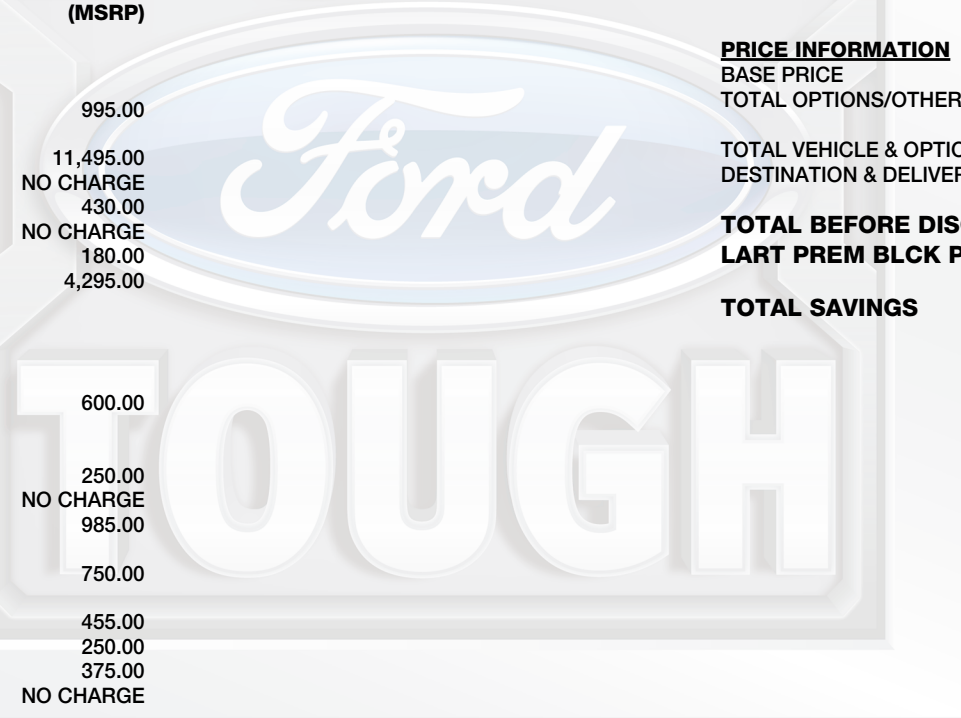 (MSRP)
995.00
11,495.00
NO CHARGE
430.00
NO CHARGE
180.00
4,295.00
600.00
250.00
NO CHARGE
985.00
750.00
455.00
250.00
375.00
NO CHARGE
PRICE INFORMATION
BASE PRICE
TOTAL OPTIONS/OTHER
TOTAL VEHICLE & OPTIO
DESTINATION & DELIVER
TOTAL BEFORE DIS
LART PREM BLCK P
TOTAL SAVINGS
Ford
TOUGH